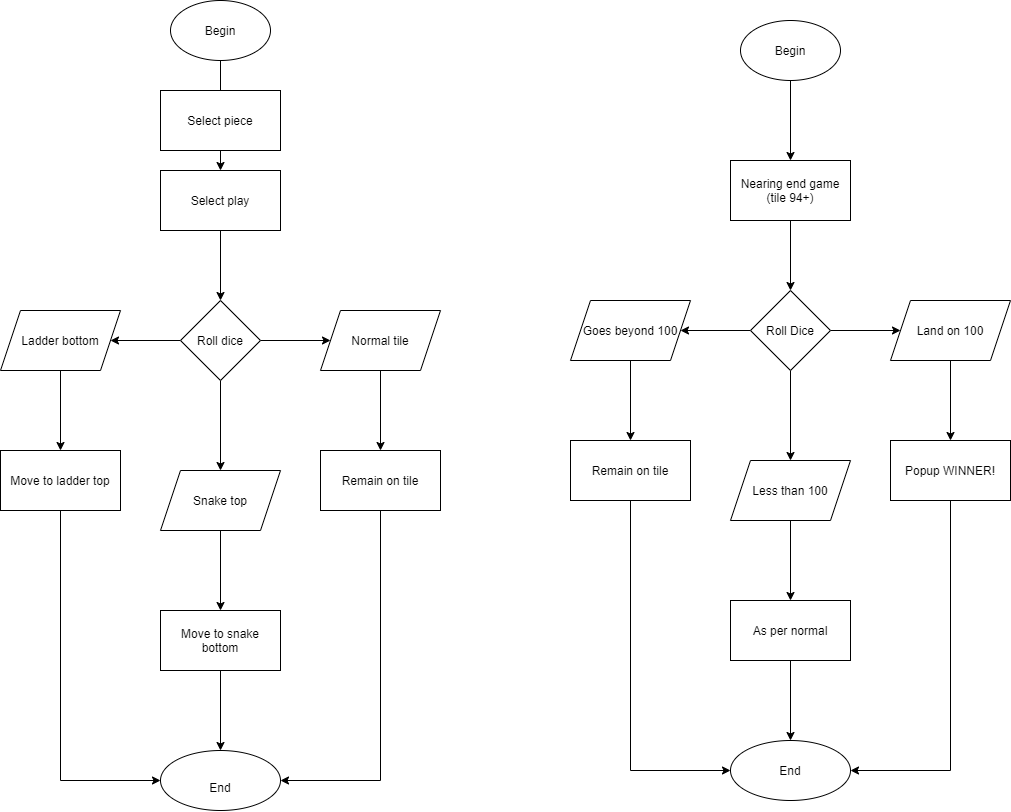 Begin
Select piece
Select play
Roll dice
Ladder bottom
Normal tile
Move to ladder top
Snake top
Remain on tile
Move to snake
bottom
End
Begin
Nearing end game
(tile 94+)
Roll Dice
Goes beyond 100
Land on 100
Remain on tile
Less than 100
Popup WINNER!
As per normal
End